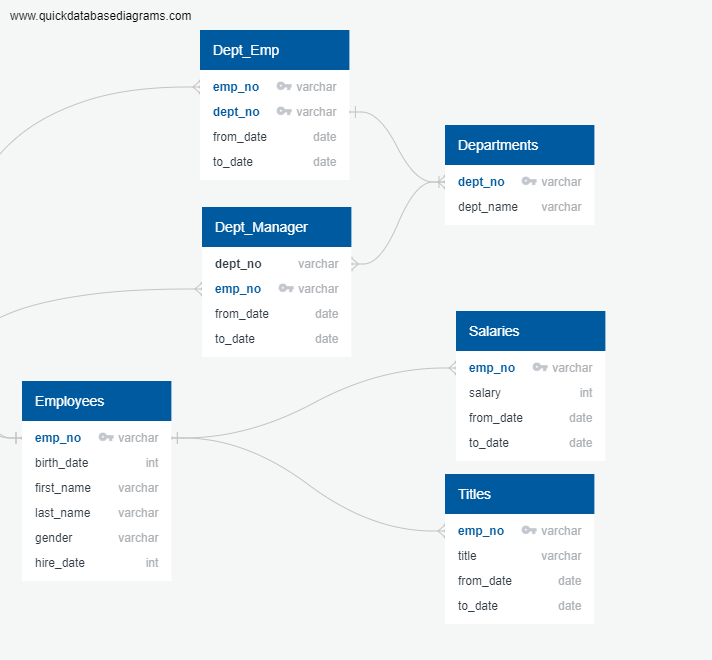 www.quickdatabasediagrams.com
Dept_Emp
emp_no varchar
dept_no varchar
from_date date
to_date date
Departments
dept_no varchar
dept_name varchar
Dept_Manager
dept_no varchar
emp_no varchar
from_date date
to_date date
Salaries
emp_no varchar
salary int
from_date date
to_date date
Employees
emp_no varchar
birth_date int
first_name varchar
last_name varchar
gender varchar
hire_date int
Titles
emp_no varchar
title varchar
from_date date
to_date date